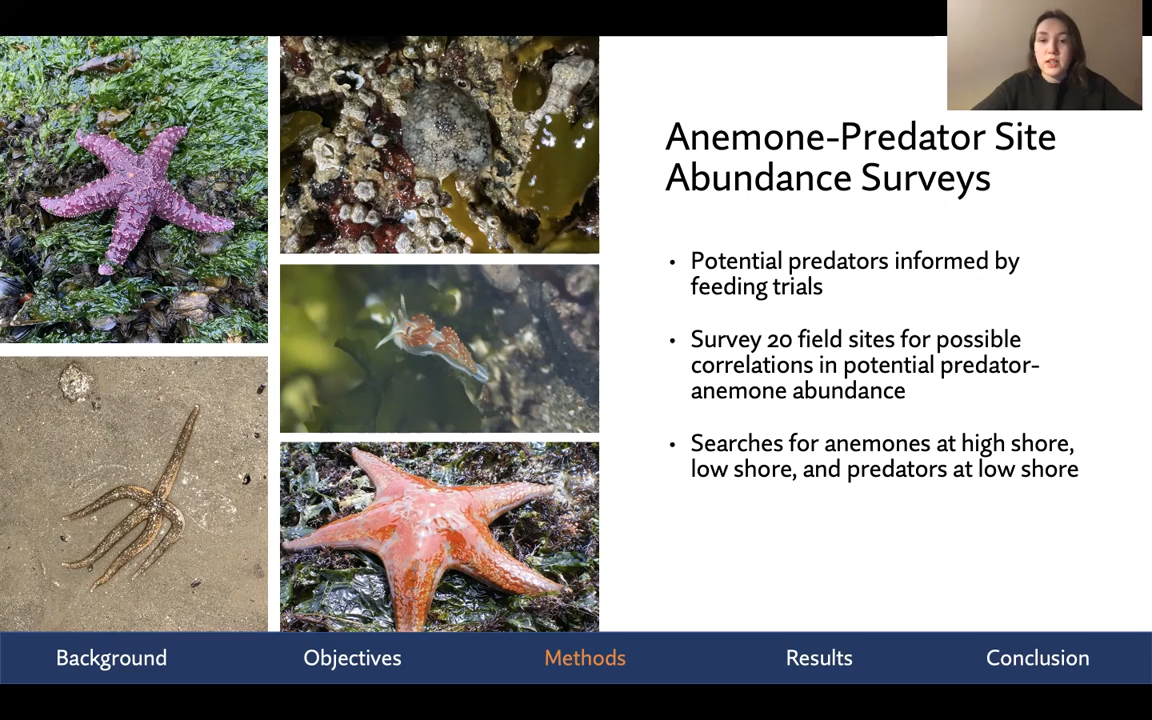 Anemone-Predator Site
Abundance Surveys
• Potential predators informed by
feeding trials
• Survey 20 field sites for possible
correlations in potential predator-
anemone abundance
• Searches for anemones at high shore,
low shore, and predators at low shore
Background Objectives Methods Results Conclusion